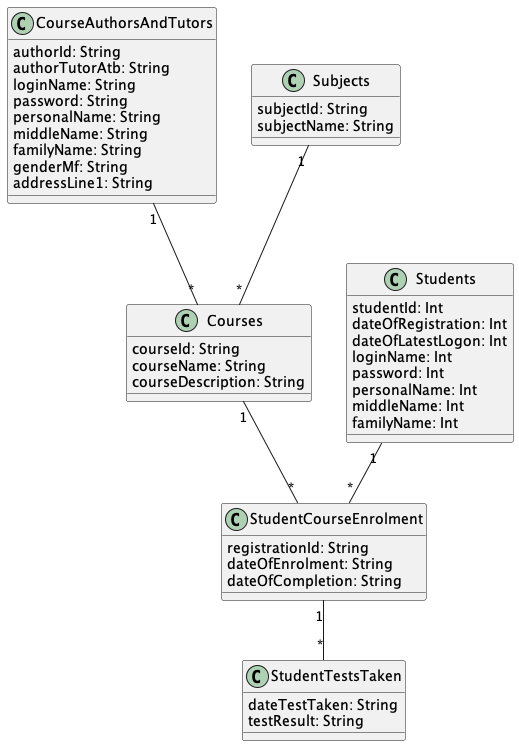 C CourseAuthorsAndTutors
authorId: String
authorTutorAtb: String
loginName: String
password: String
personalName: String
middleName: String
familyName: String
genderMf: String
addressLine1: String
C Subjects
subjectId: String
subjectName: String
1
1
*
*
C Courses
courseId: String
courseName: String
courseDescription: String
C Students
studentId: Int
dateOfRegistration: Int
dateOfLatestLogon: Int
loginName: Int
password: Int
personalName: Int
middleName: Int
familyName: Int
1
1
*
*
C StudentCourseEnrolment
registrationId: String
dateOfEnrolment: String
dateOfCompletion: String
1
*
C StudentTestsTaken
dateTestTaken: String
testResult: String